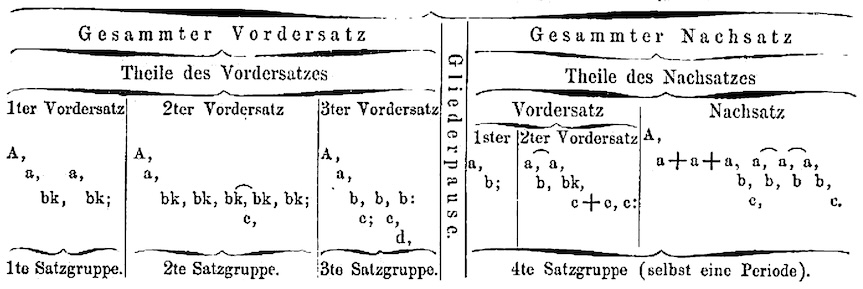 Gesammter Vordersatz
Gesammter Nachsatz
Theile des Vordersatzes
Theile des Nachsatzes
Gliederpause.
1ter Vordersatz
2ter Vordersatz
3ter Vordersatz
Vordersatz
Nachsatz
1ster
2ter Vordersatz
A,
a, a,
bk, bk;
A,
a,
bk, bk, bk, bk, bk;
c,
A,
a,
b, b, b:
c; c,
d,
a,
b;
a, a,
b, bk,
c+c, c:
A,
a+a+a, a, a, a,
b, b, b b,
c, c.
1te Satzgruppe.
2te Satzgruppe.
3te Satzgruppe.
4te Satzgruppe (selbst eine Periode).